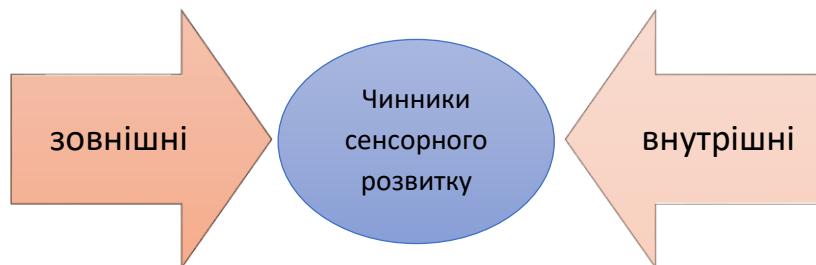 зовнішні
Чинники
сенсорного
розвитку
внутрішні